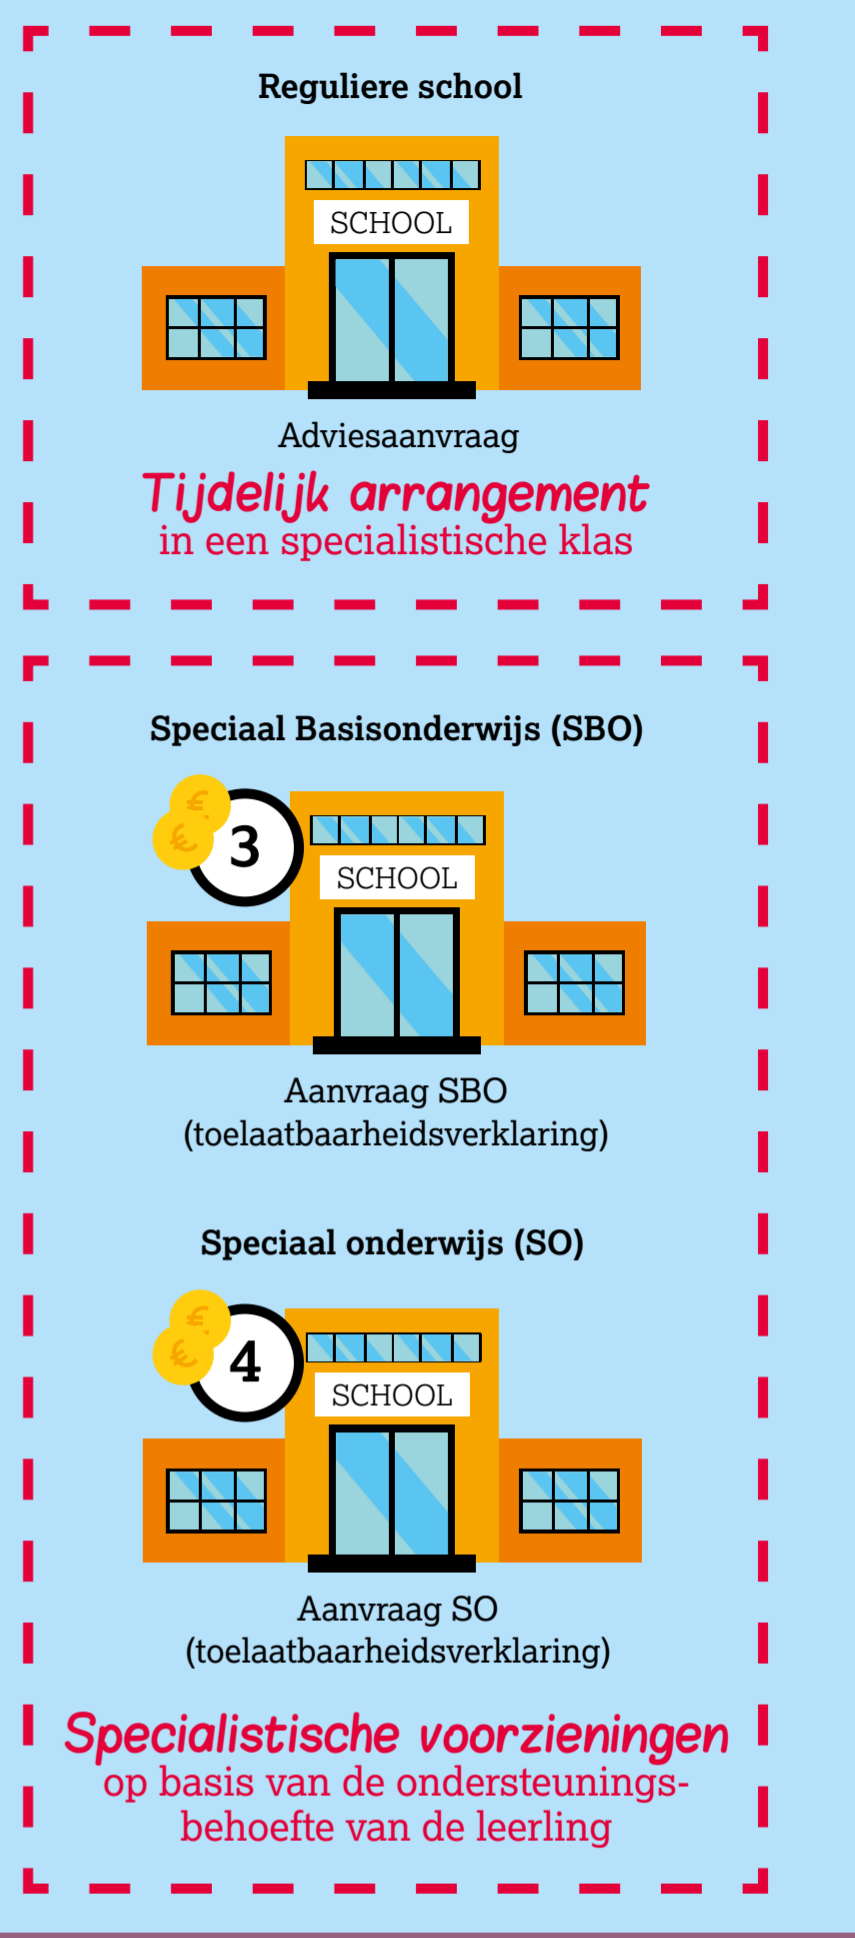 Reguliere school
SCHOOL
Adviesaanvraag
Tijdelijk arrangement
in een specialistische klas
Speciaal Basisonderwijs (SBO)
€
€
3
SCHOOL
Aanvraag SBO
(toelaatbaarheidsverklaring)
Speciaal onderwijs (SO)
€
€
4
SCHOOL
Aanvraag SO
(toelaatbaarheidsverklaring)
Specialistische voorzieningen
op basis van de ondersteunings-
behoefte van de leerling